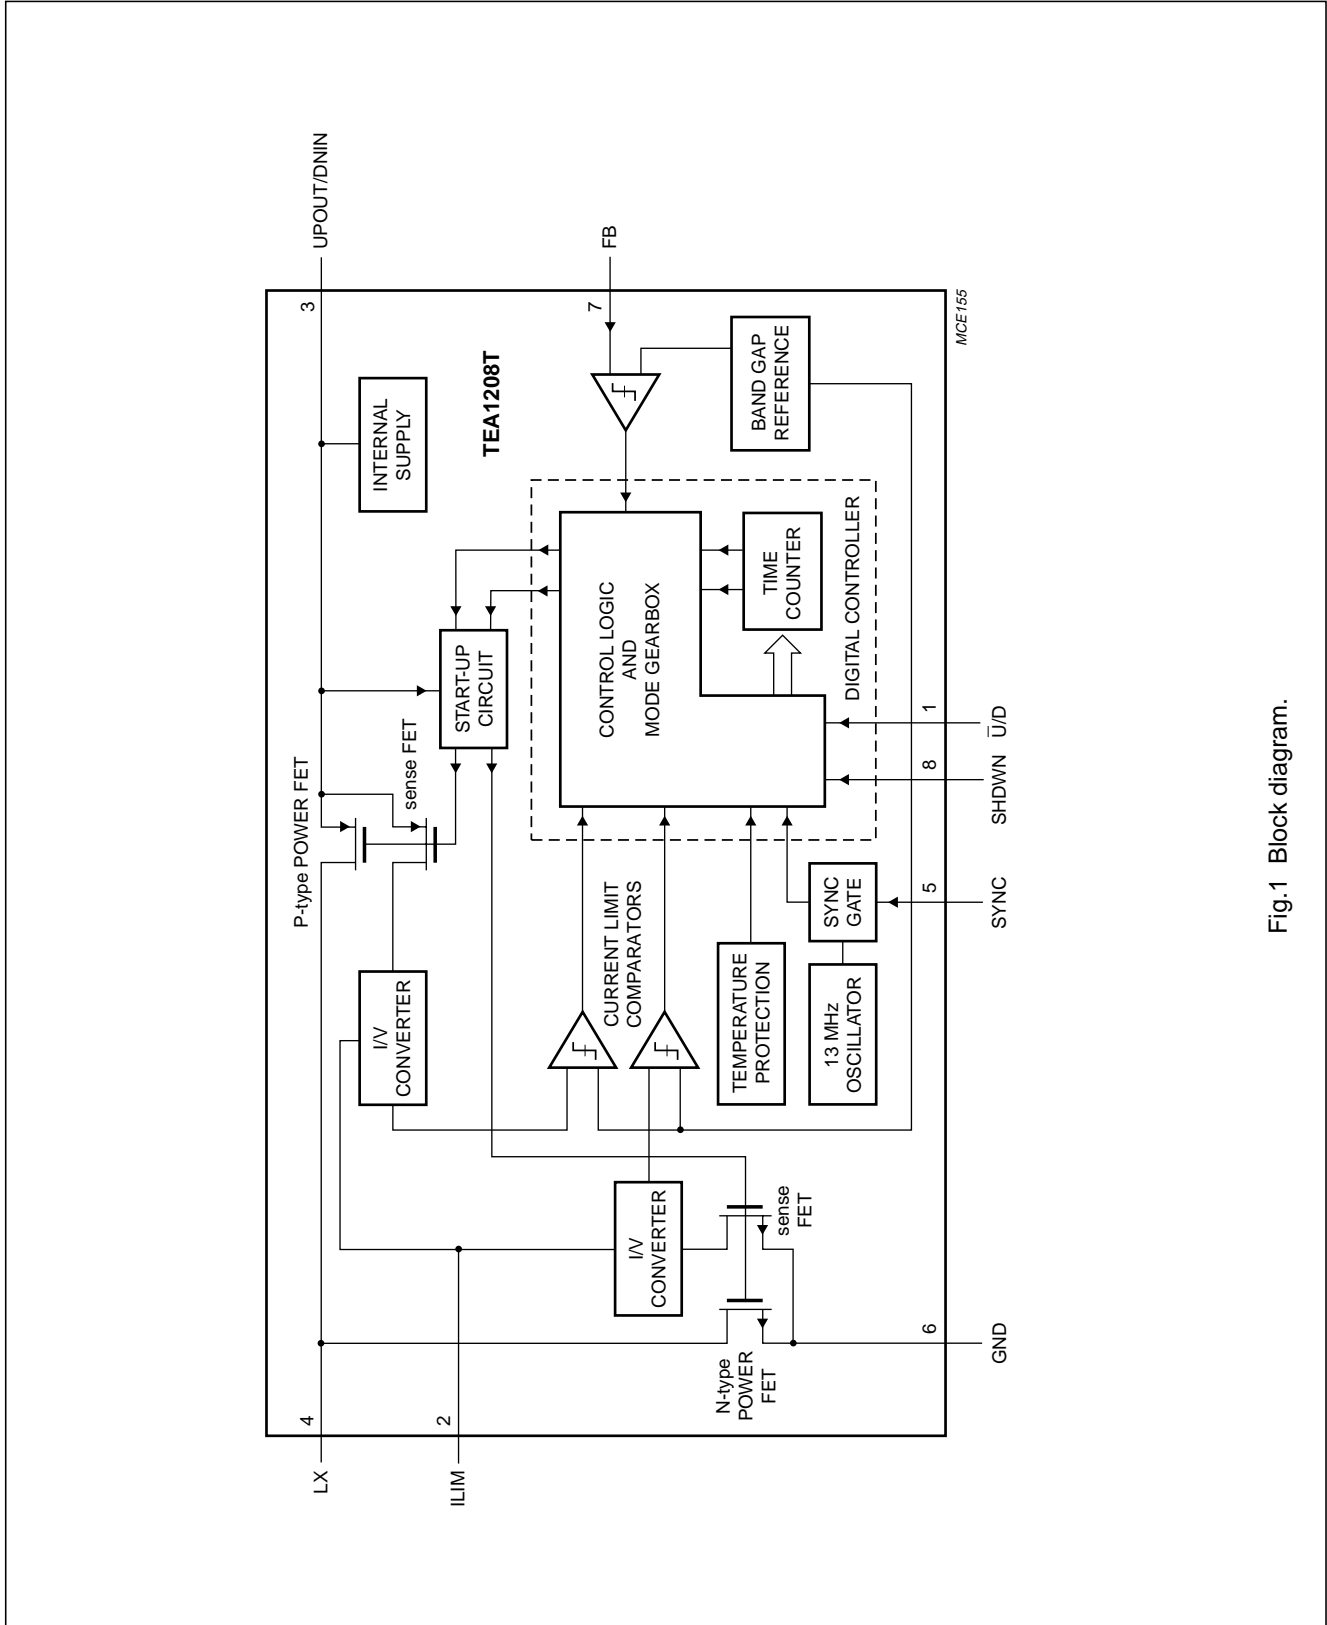 LX
4
P-type POWER FET
3
UPOUT/DNIN
I/V
CONVERTER
sense FET
INTERNAL
SUPPLY
ILIM
2
START-UP
CIRCUIT
TEA1208T
CURRENT LIMIT
COMPARATORS
CONTROL LOGIC
AND
MODE GEARBOX
7
FB
I/V
CONVERTER
N-type
POWER
FET
sense
FET
TEMPERATURE
PROTECTION
TIME
COUNTER
BAND GAP
REFERENCE
13 MHz
OSCILLATOR
SYNC
GATE
DIGITAL CONTROLLER
6
5
8
1
MCE155
GND
SYNC
SHDWN
U̅/D
Fig.1 Block diagram.